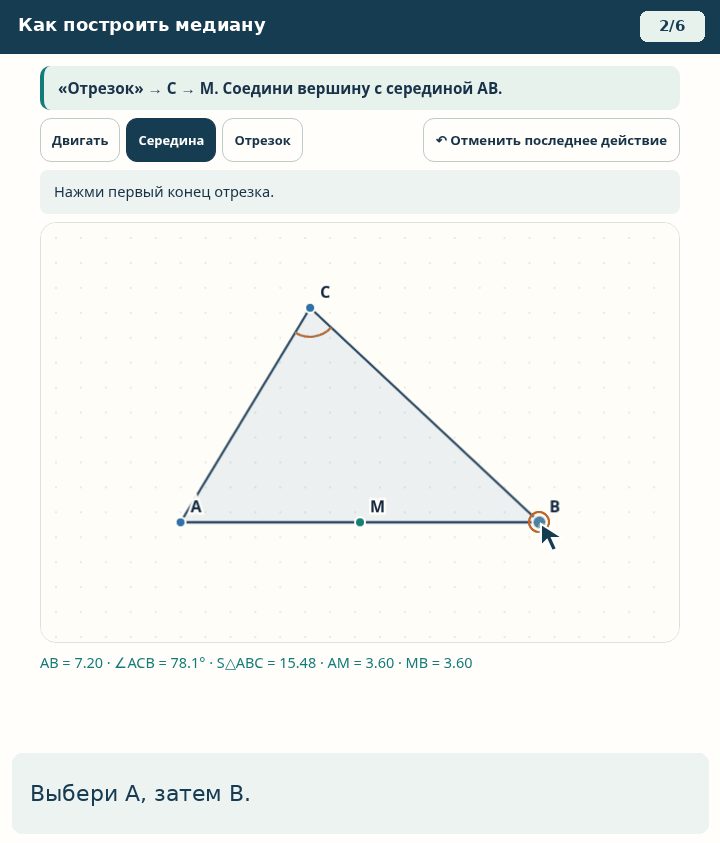 Как построить медиану
2/6
«Отрезок» → C → M. Соедини вершину с серединой AB.
Двигать
Середина
Отрезок
↶ Отменить последнее действие
Нажми первый конец отрезка.
C
A
M
B
AB = 7.20 · ∠ACB = 78.1° · S△ABC = 15.48 · AM = 3.60 · MB = 3.60
Выбери A, затем B.